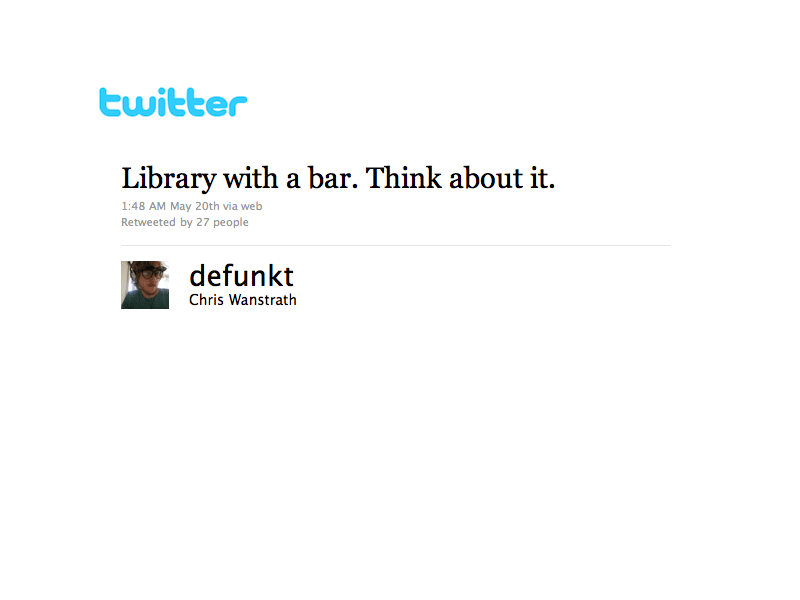 twitter
Library with a bar. Think about it.
1:48 AM May 20th via web
Retweeted by 27 people
defunkt
Chris Wanstrath